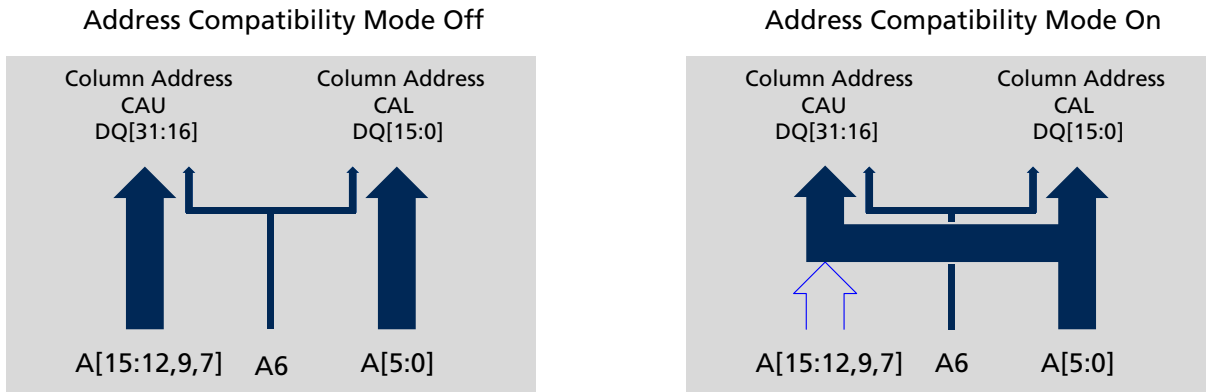 Address Compatibility Mode Off
Column Address
CAU
DQ[31:16]
Column Address
CAL
DQ[15:0]
A[15:12,9,7]
A6
A[5:0]
Address Compatibility Mode On
Column Address
CAU
DQ[31:16]
Column Address
CAL
DQ[15:0]
A[15:12,9,7]
A6
A[5:0]